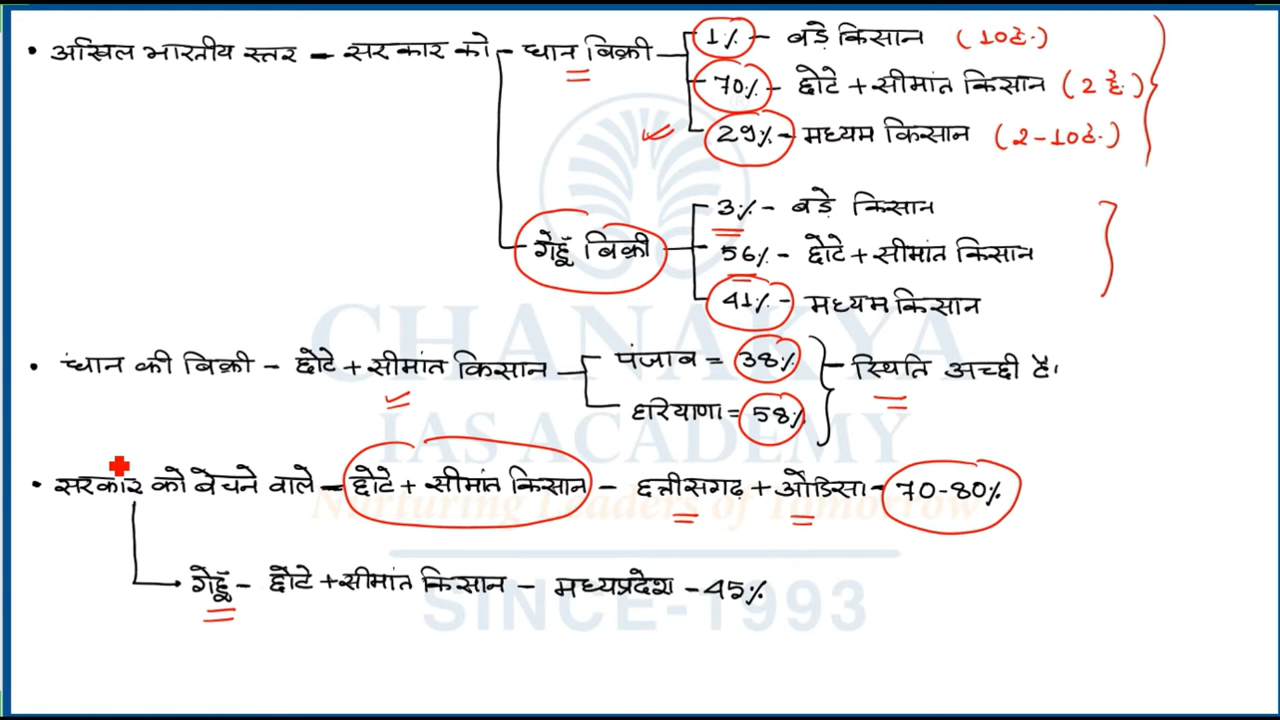 • अखिल भारतीय स्तर – सरकार को – धान बिक्री – 1% – बड़े किसान (10 हे.)
70% – छोटे + सीमांत किसान (2 हे.)
29% – मध्यम किसान (2-10 हे.)
गेहूँ बिक्री – 3% – बड़े किसान
56% – छोटे + सीमांत किसान
41% – मध्यम किसान
• धान की बिक्री – छोटे + सीमांत किसान – पंजाब = 38% – स्थिति अच्छी है।
हरियाणा = 58%
• सरकार को बेचने वाले – छोटे + सीमांत किसान – छत्तीसगढ़ + ओडिसा – 70-80%
गेहूँ – छोटे + सीमांत किसान – मध्यप्रदेश – 45%
CHANAKYA
IAS ACADEMY
Nurturing Leaders of Tomorrow
SINCE-1993